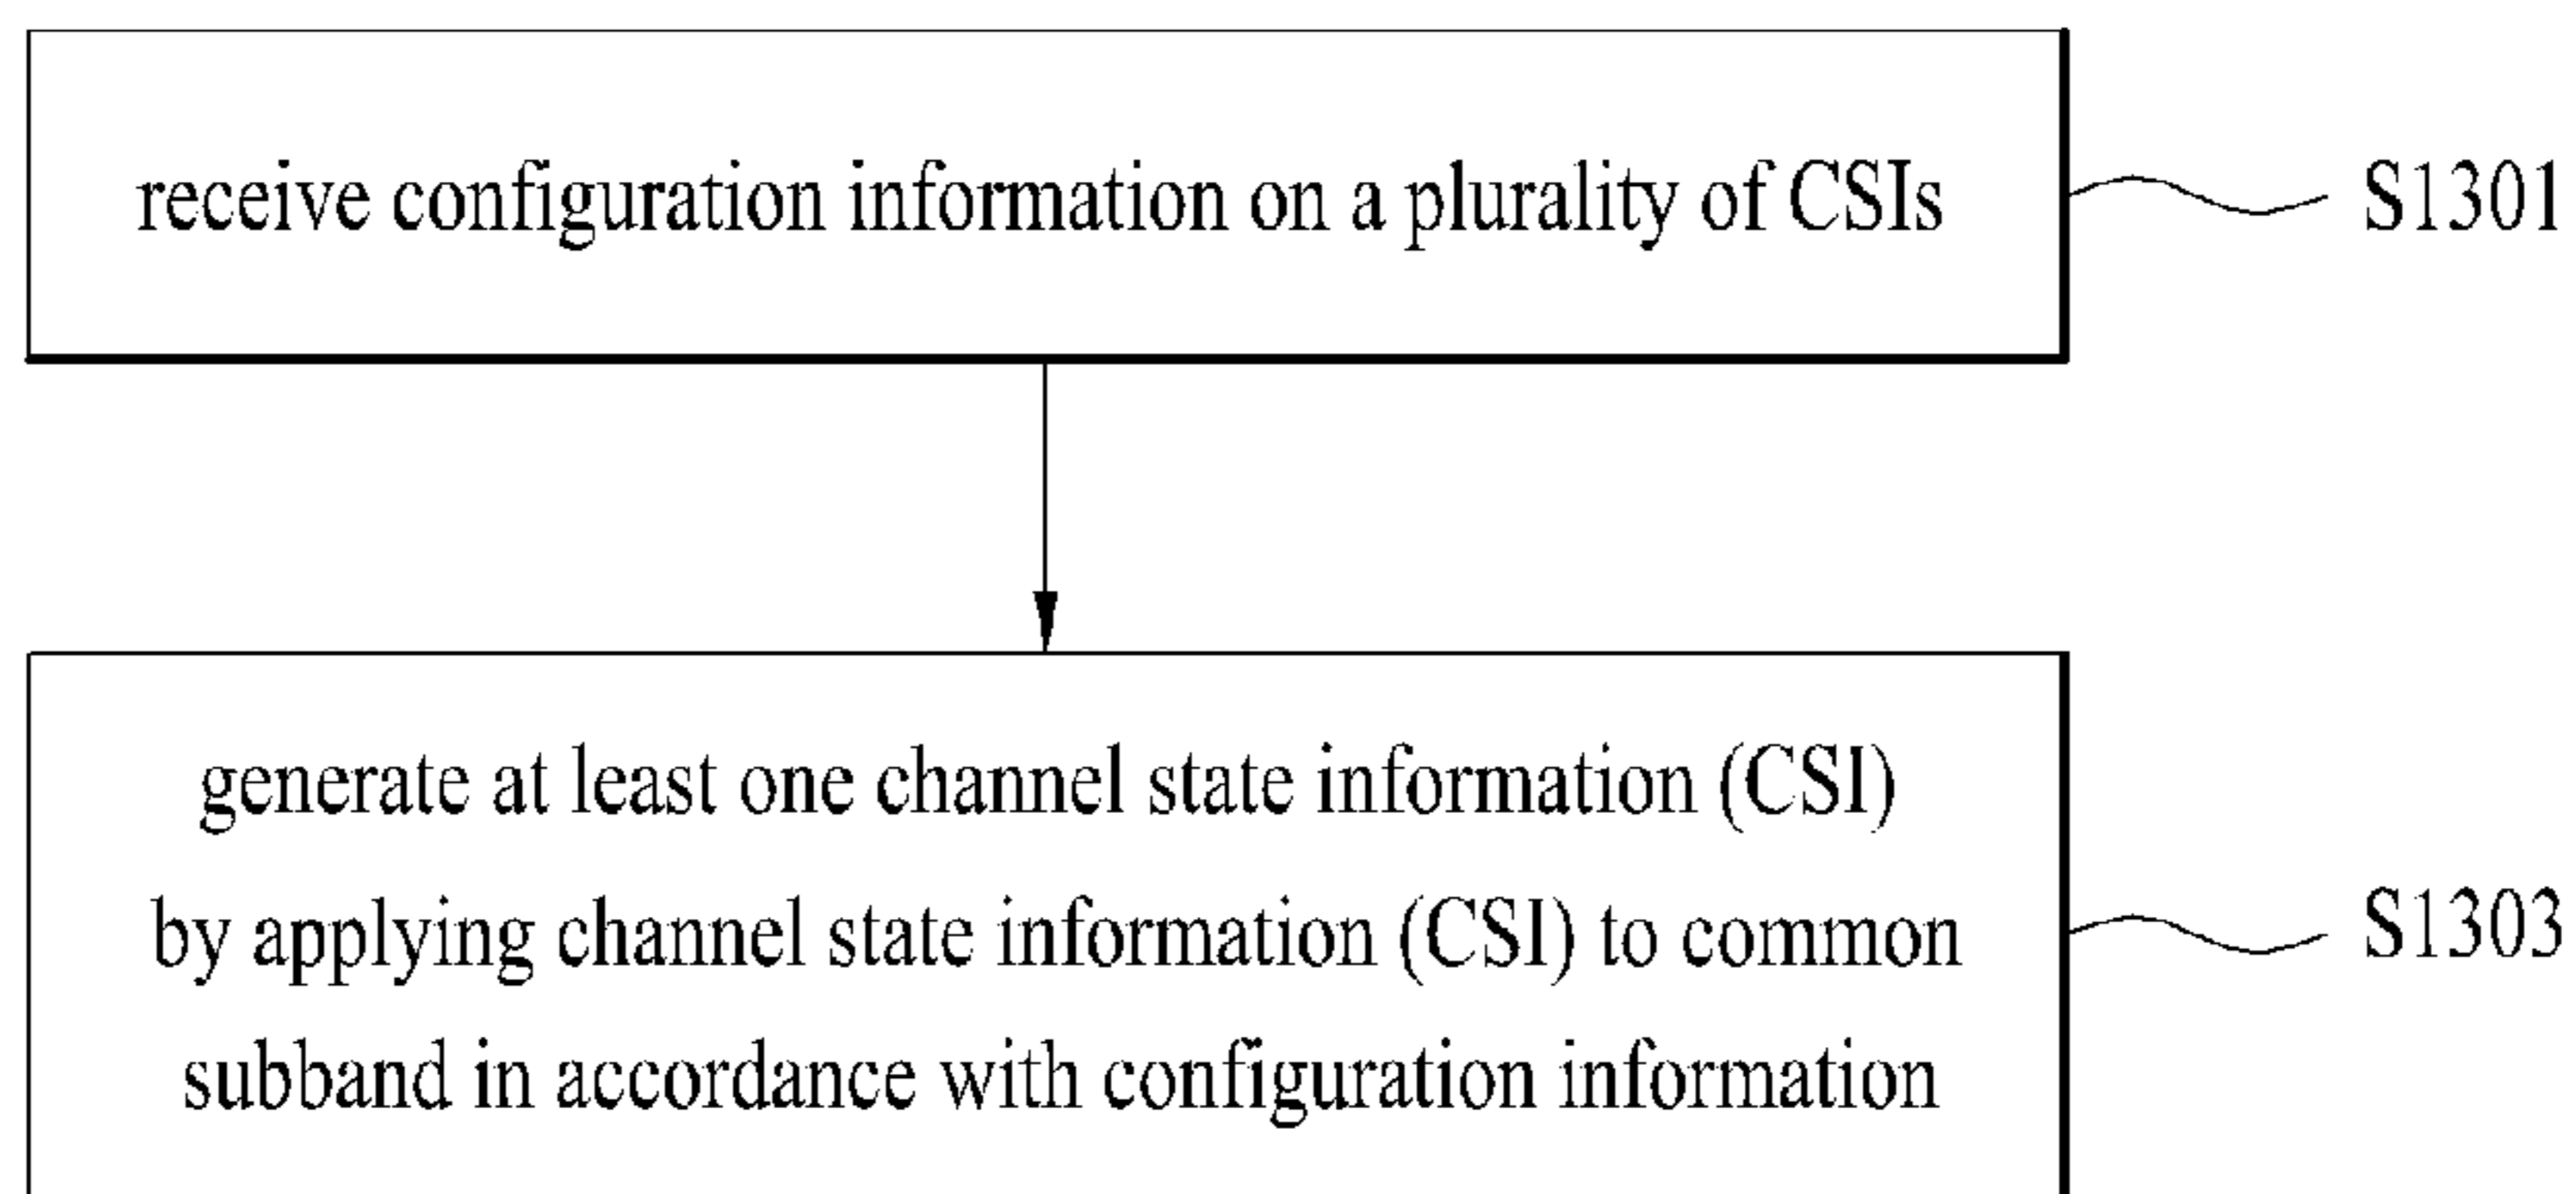 receive configuration information on a plurality of CSIs
S1301
generate at least one channel state information (CSI)
by applying channel state information (CSI) to common
subband in accordance with configuration information
S1303